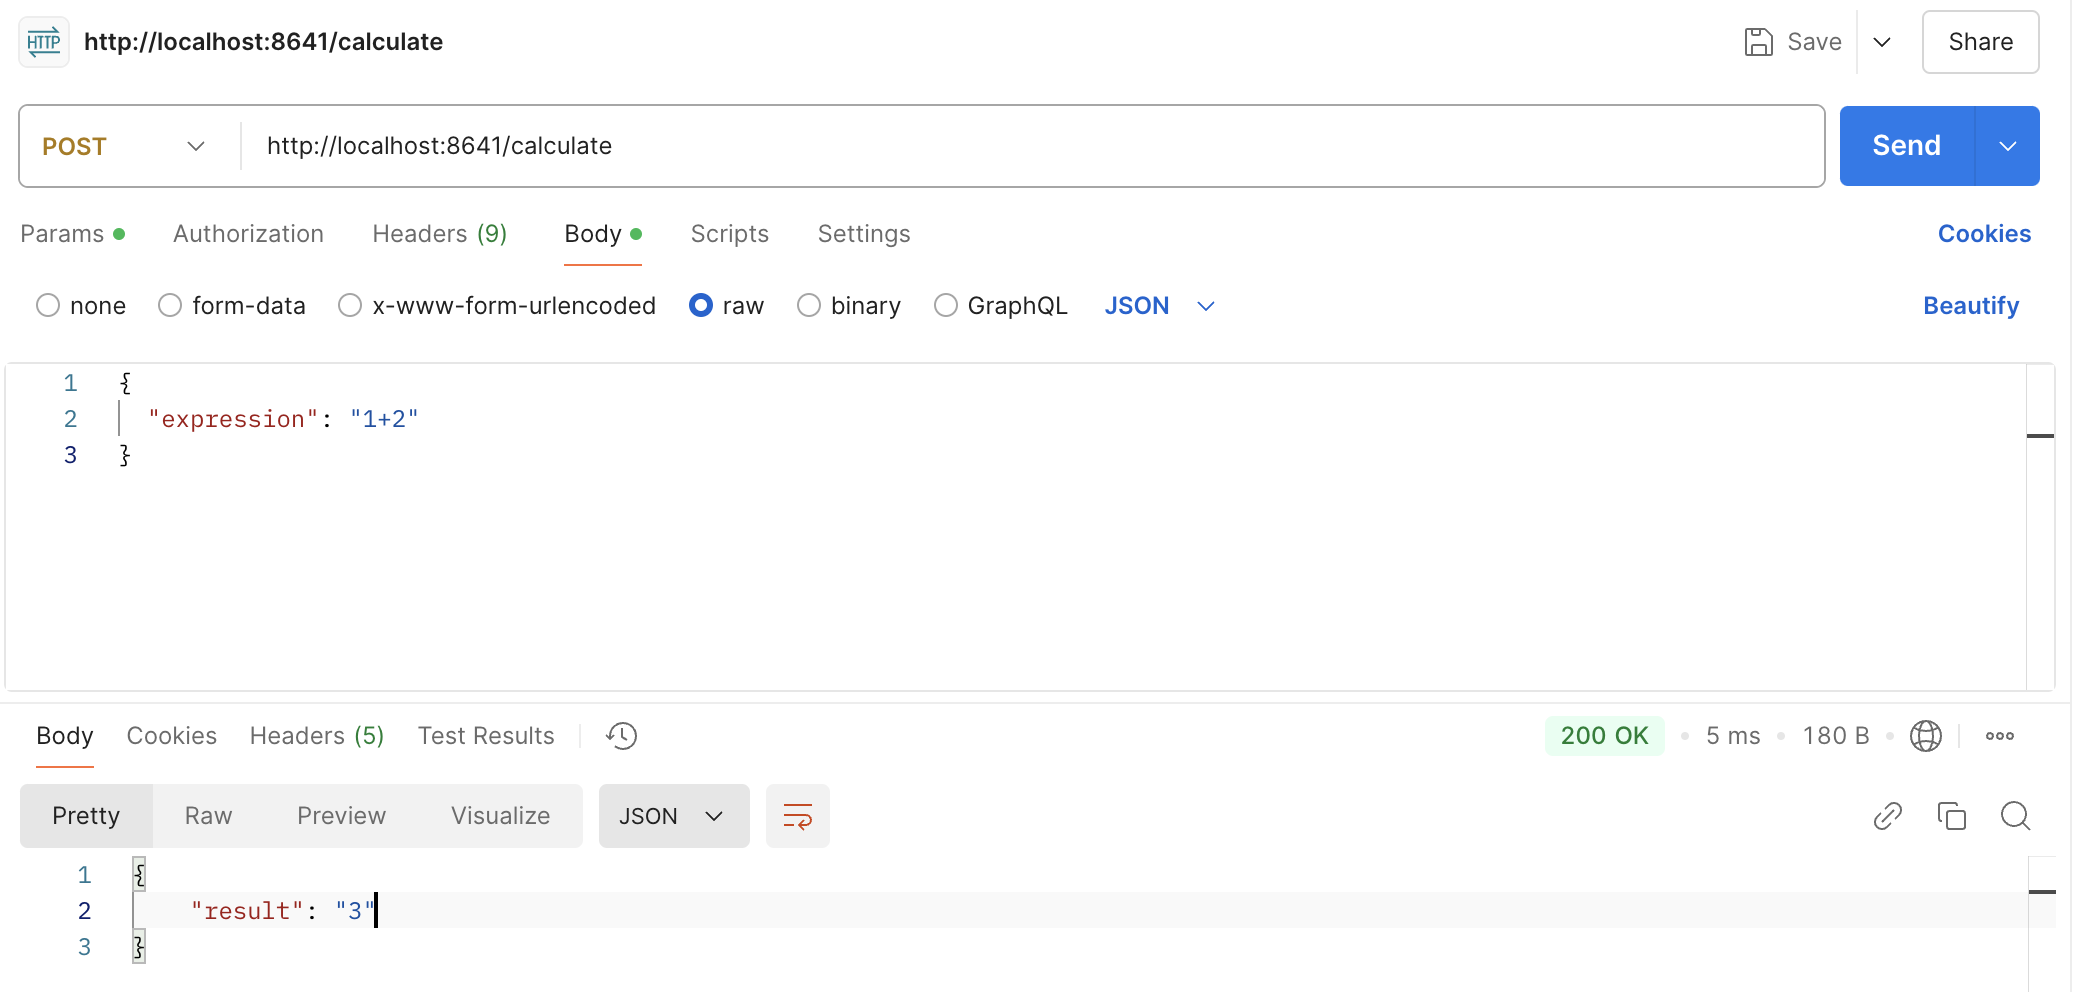 HTTP http://localhost:8641/calculate Save Share
POST http://localhost:8641/calculate Send
Params Authorization Headers (9) Body Scripts Settings Cookies
none form-data x-www-form-urlencoded raw binary GraphQL JSON Beautify
1 {
2 "expression": "1+2"
3 }
Body Cookies Headers (5) Test Results 200 OK 5 ms 180 B
Pretty Raw Preview Visualize JSON
1 {
2 "result": "3"
3 }